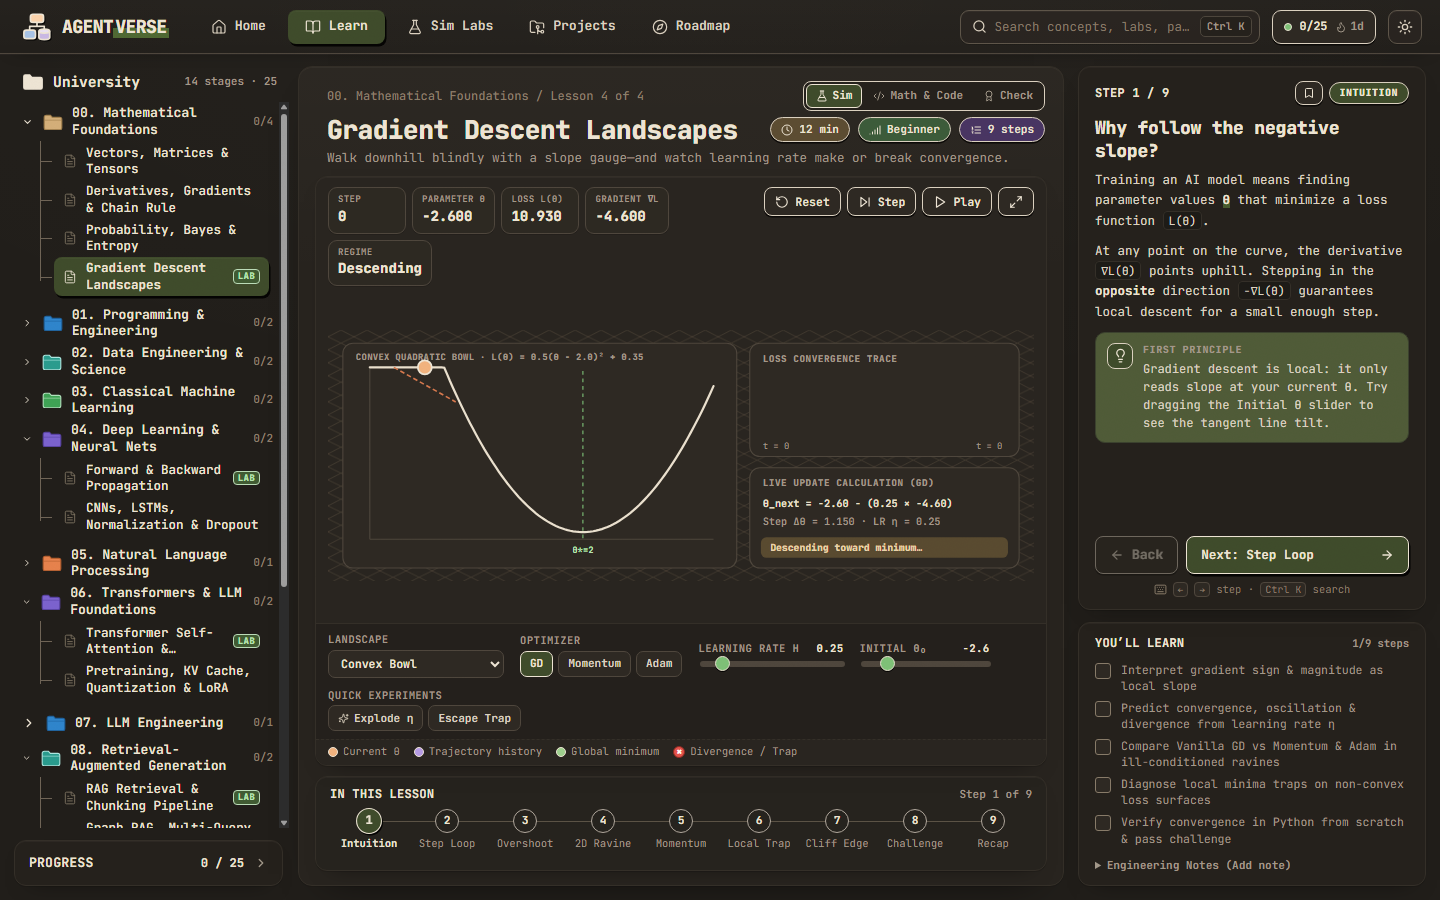 AGENTVERSE
Home
Learn
Sim Labs
Projects
Roadmap
Search concepts, labs, pa…
Ctrl K
0/25
1d
University
14 stages · 25
00. Mathematical
Foundations
0/4
Vectors, Matrices &
Tensors
Derivatives, Gradients
& Chain Rule
Probability, Bayes &
Entropy
Gradient Descent
Landscapes
LAB
01. Programming &
Engineering
0/2
02. Data Engineering &
Science
0/2
03. Classical Machine
Learning
0/2
04. Deep Learning &
Neural Nets
0/2
Forward & Backward
Propagation
LAB
CNNs, LSTMs,
Normalization & Dropout
05. Natural Language
Processing
0/1
06. Transformers & LLM
Foundations
0/2
Transformer Self-
Attention &…
LAB
Pretraining, KV Cache,
Quantization & LoRA
07. LLM Engineering
0/1
08. Retrieval-
Augmented Generation
0/2
RAG Retrieval &
Chunking Pipeline
LAB
Graph RAG, Multi-Query
PROGRESS
0 / 25
00. Mathematical Foundations / Lesson 4 of 4
Sim
Math & Code
Check
Gradient Descent Landscapes
12 min
Beginner
9 steps
Walk downhill blindly with a slope gauge—and watch learning rate make or break convergence.
STEP
0
PARAMETER θ
-2.600
LOSS L(θ)
10.930
GRADIENT ∇L
-4.600
REGIME
Descending
Reset
Step
Play
CONVEX QUADRATIC BOWL · L(θ) = 0.5(θ - 2.0)² + 0.35
θ*=2
LOSS CONVERGENCE TRACE
t = 0
t = 0
LIVE UPDATE CALCULATION (GD)
θ_next = -2.60 - (0.25 × -4.60)
Step Δθ = 1.150 · LR η = 0.25
Descending toward minimum…
LANDSCAPE
Convex Bowl
OPTIMIZER
GD
Momentum
Adam
LEARNING RATE Η
0.25
INITIAL θ₀
-2.6
QUICK EXPERIMENTS
Explode η
Escape Trap
Current θ
Trajectory history
Global minimum
Divergence / Trap
IN THIS LESSON
Step 1 of 9
1
2
3
4
5
6
7
8
9
Intuition
Step Loop
Overshoot
2D Ravine
Momentum
Local Trap
Cliff Edge
Challenge
Recap
STEP 1 / 9
INTUITION
Why follow the negative
slope?
Training an AI model means finding
parameter values θ that minimize a loss
function L(θ).
At any point on the curve, the derivative
∇L(θ) points uphill. Stepping in the
opposite direction -∇L(θ) guarantees
local descent for a small enough step.
FIRST PRINCIPLE
Gradient descent is local: it only
reads slope at your current θ. Try
dragging the Initial θ slider to
see the tangent line tilt.
← Back
Next: Step Loop →
← → step · Ctrl K search
YOU'LL LEARN
1/9 steps
Interpret gradient sign & magnitude as
local slope
Predict convergence, oscillation &
divergence from learning rate η
Compare Vanilla GD vs Momentum & Adam in
ill-conditioned ravines
Diagnose local minima traps on non-convex
loss surfaces
Verify convergence in Python from scratch
& pass challenge
Engineering Notes (Add note)